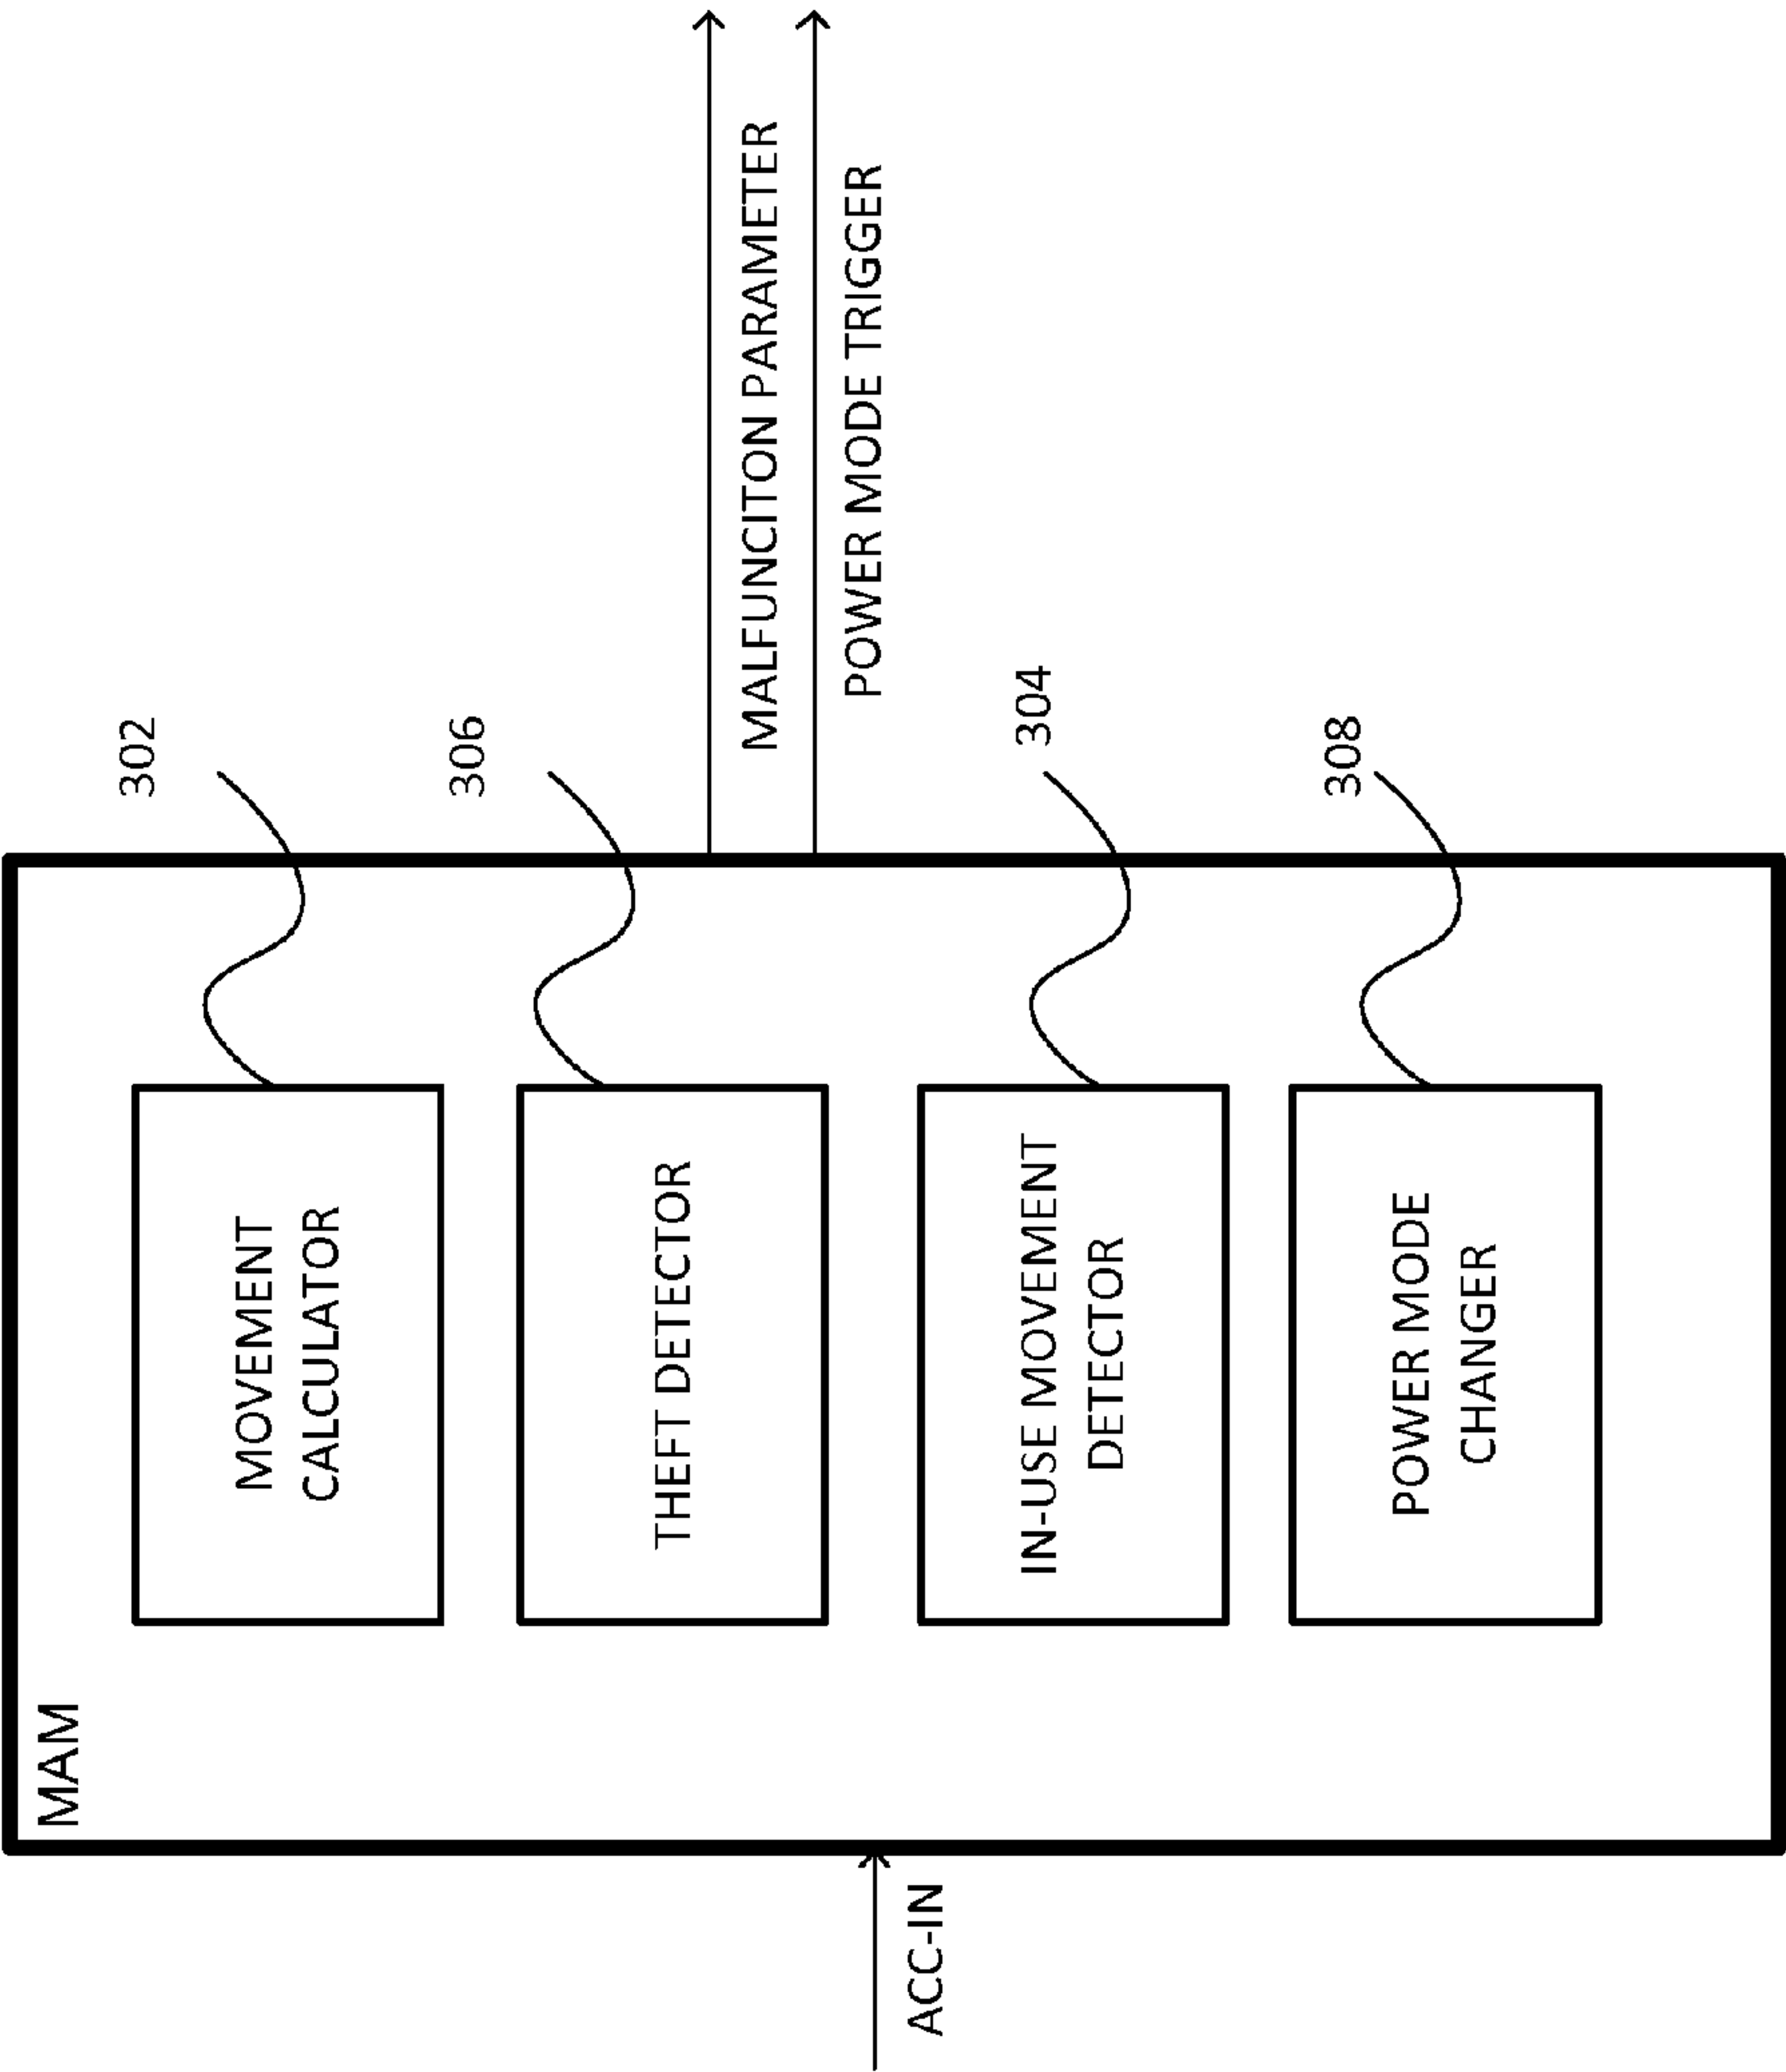 MAM
302
MOVEMENT
CALCULATOR
306
THEFT DETECTOR
MALFUNCITON PARAMETER
POWER MODE TRIGGER
ACC-IN
304
IN-USE MOVEMENT
DETECTOR
308
POWER MODE
CHANGER